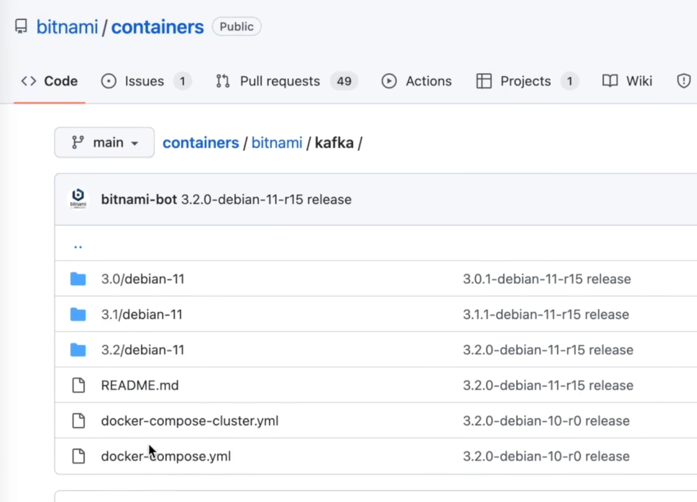 bitnami / containers Public
Code Issues 1 Pull requests 49 Actions Projects 1 Wiki
main containers / bitnami / kafka /
bitnami-bot 3.2.0-debian-11-r15 release
..
3.0/debian-11 3.0.1-debian-11-r15 release
3.1/debian-11 3.1.1-debian-11-r15 release
3.2/debian-11 3.2.0-debian-11-r15 release
README.md 3.2.0-debian-11-r15 release
docker-compose-cluster.yml 3.2.0-debian-10-r0 release
docker-compose.yml 3.2.0-debian-10-r0 release